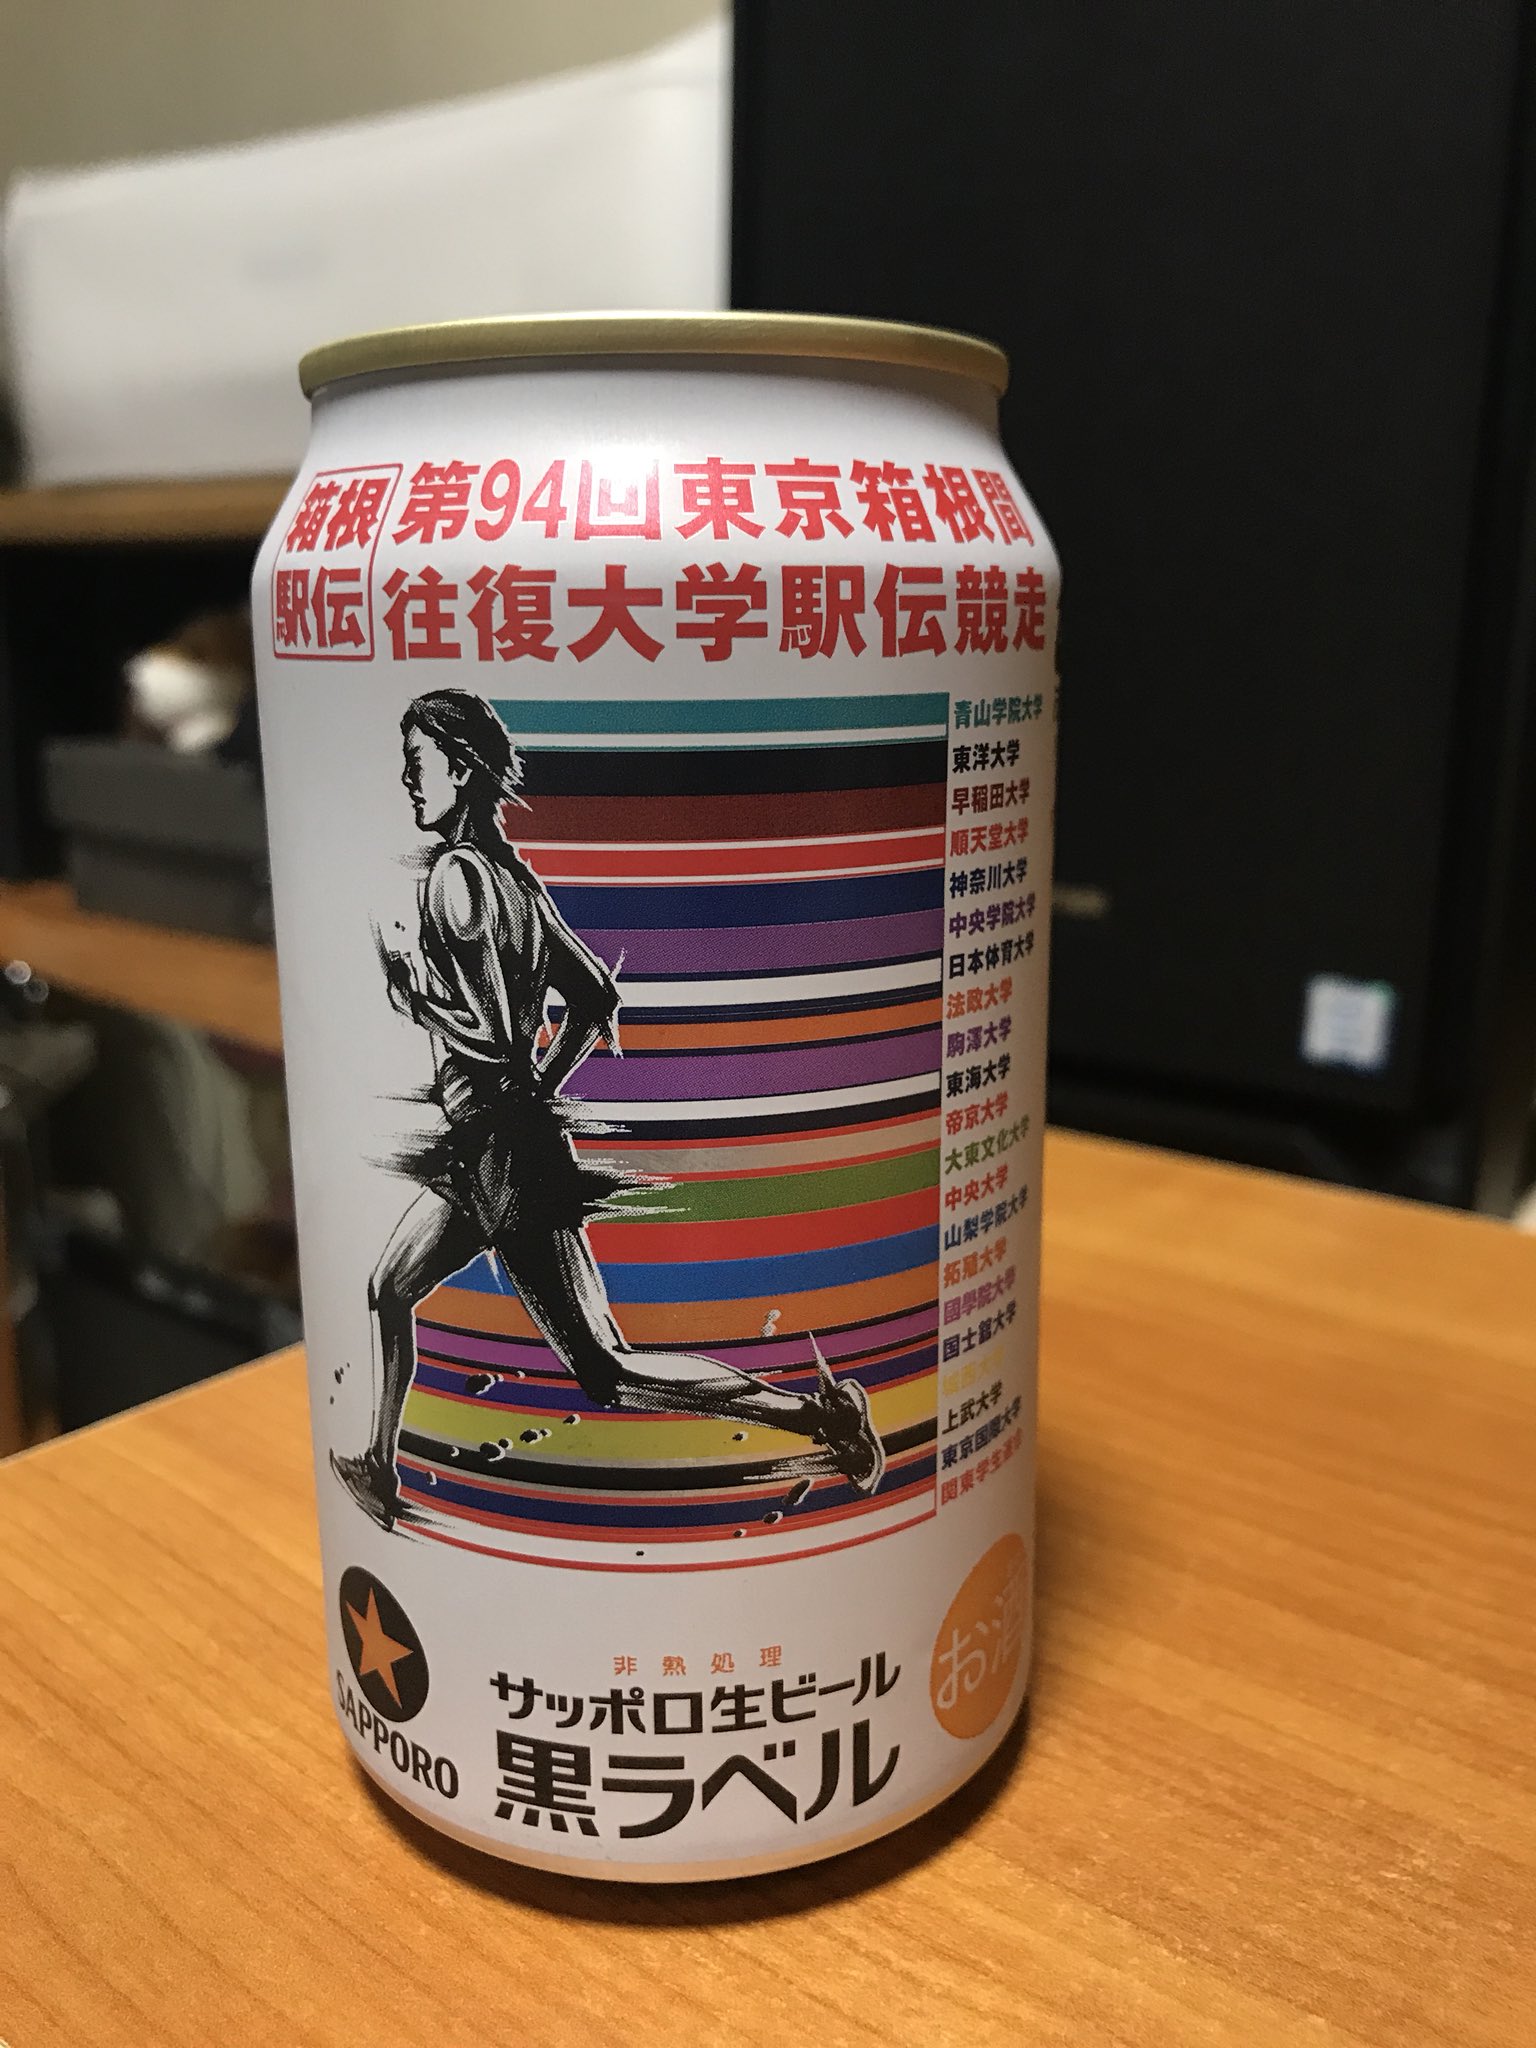 箱根
駅伝
第94回東京箱根間
往復大学駅伝競走
青山学院大学
東洋大学
早稲田大学
順天堂大学
神奈川大学
中央学院大学
日本体育大学
法政大学
駒澤大学
東海大学
帝京大学
大東文化大学
中央大学
山梨学院大学
拓殖大学
國學院大學
国士舘大学
城西大学
上武大学
東京国際大学
関東学生連合
SAPPORO
非熱処理
サッポロ生ビール
黒ラベル
お酒